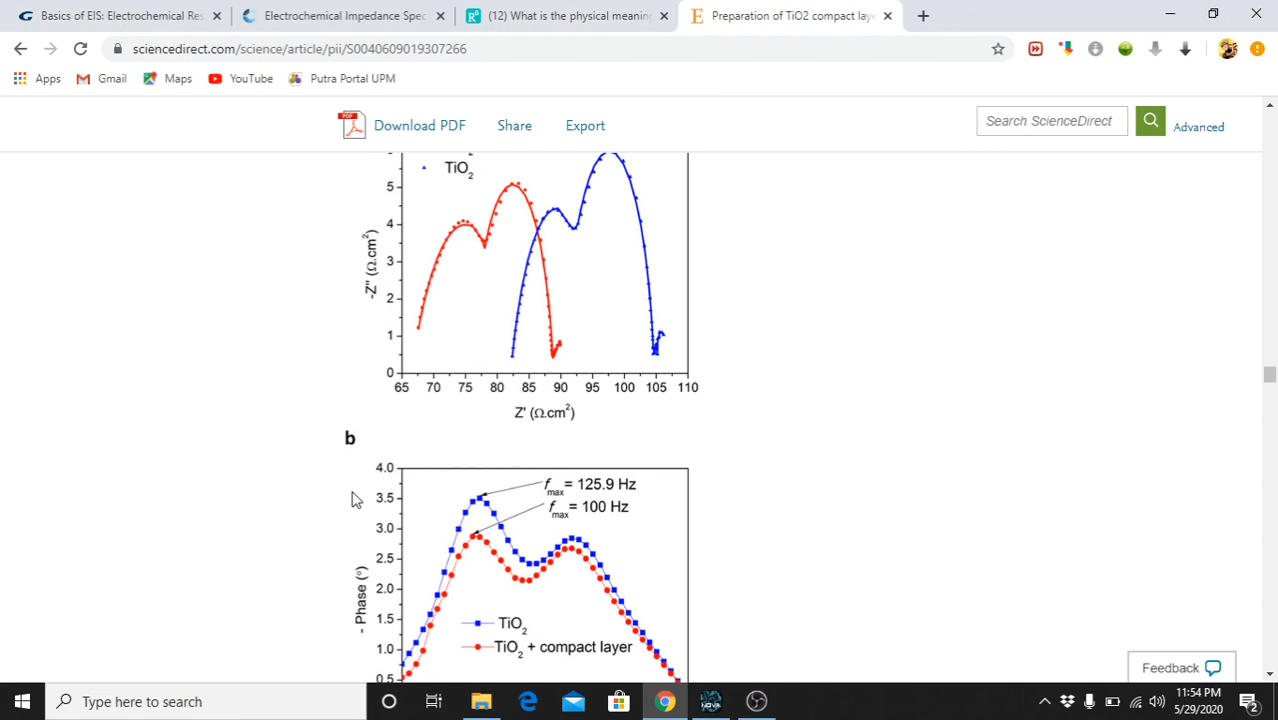 Basics of EIS: Electrochemical Res
Electrochemical Impedance Spec
(12) What is the physical meaning
Preparation of TiO2 compact laye
sciencedirect.com/science/article/pii/S0040609019307266
Apps
Gmail
Maps
YouTube
Putra Portal UPM
PDF
Download PDF
Share
Export
Search ScienceDirect
Advanced
TiO2
5
4
3
2
1
0
-Z" (Ω.cm2)
65 70 75 80 85 90 95 100 105 110
Z' (Ω.cm2)
b
4.0
3.5
3.0
2.5
2.0
1.5
1.0
0.5
- Phase (°)
fmax = 125.9 Hz
fmax = 100 Hz
TiO2
TiO2 + compact layer
Feedback
Type here to search
NOVA
11:54 PM
5/29/2020
2